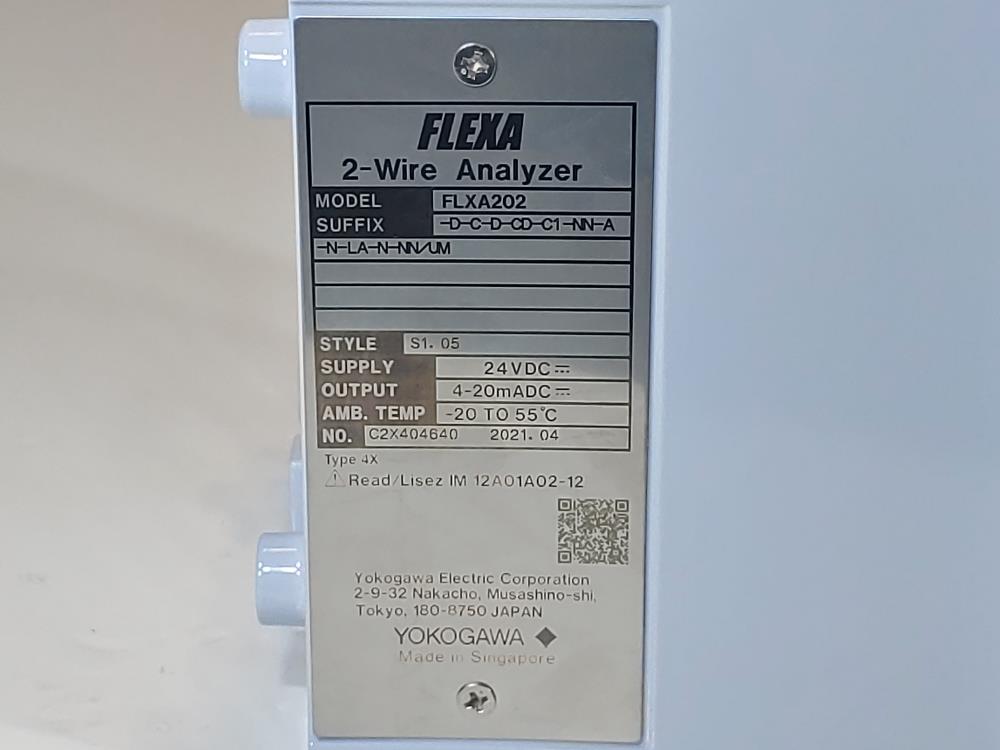 FLEXA
2-Wire Analyzer
MODEL FLXA202
SUFFIX -D-C-D-CD-C1-NN-A
-N-LA-N-NN/UM
STYLE S1.05
SUPPLY 24VDC⎓
OUTPUT 4-20mADC⎓
AMB. TEMP -20 TO 55°C
NO. C2X404640 2021.04
Type 4X
⚠Read/Lisez IM 12A01A02-12
Yokogawa Electric Corporation
2-9-32 Nakacho, Musashino-shi,
Tokyo, 180-8750 JAPAN
YOKOGAWA ◆
Made in Singapore